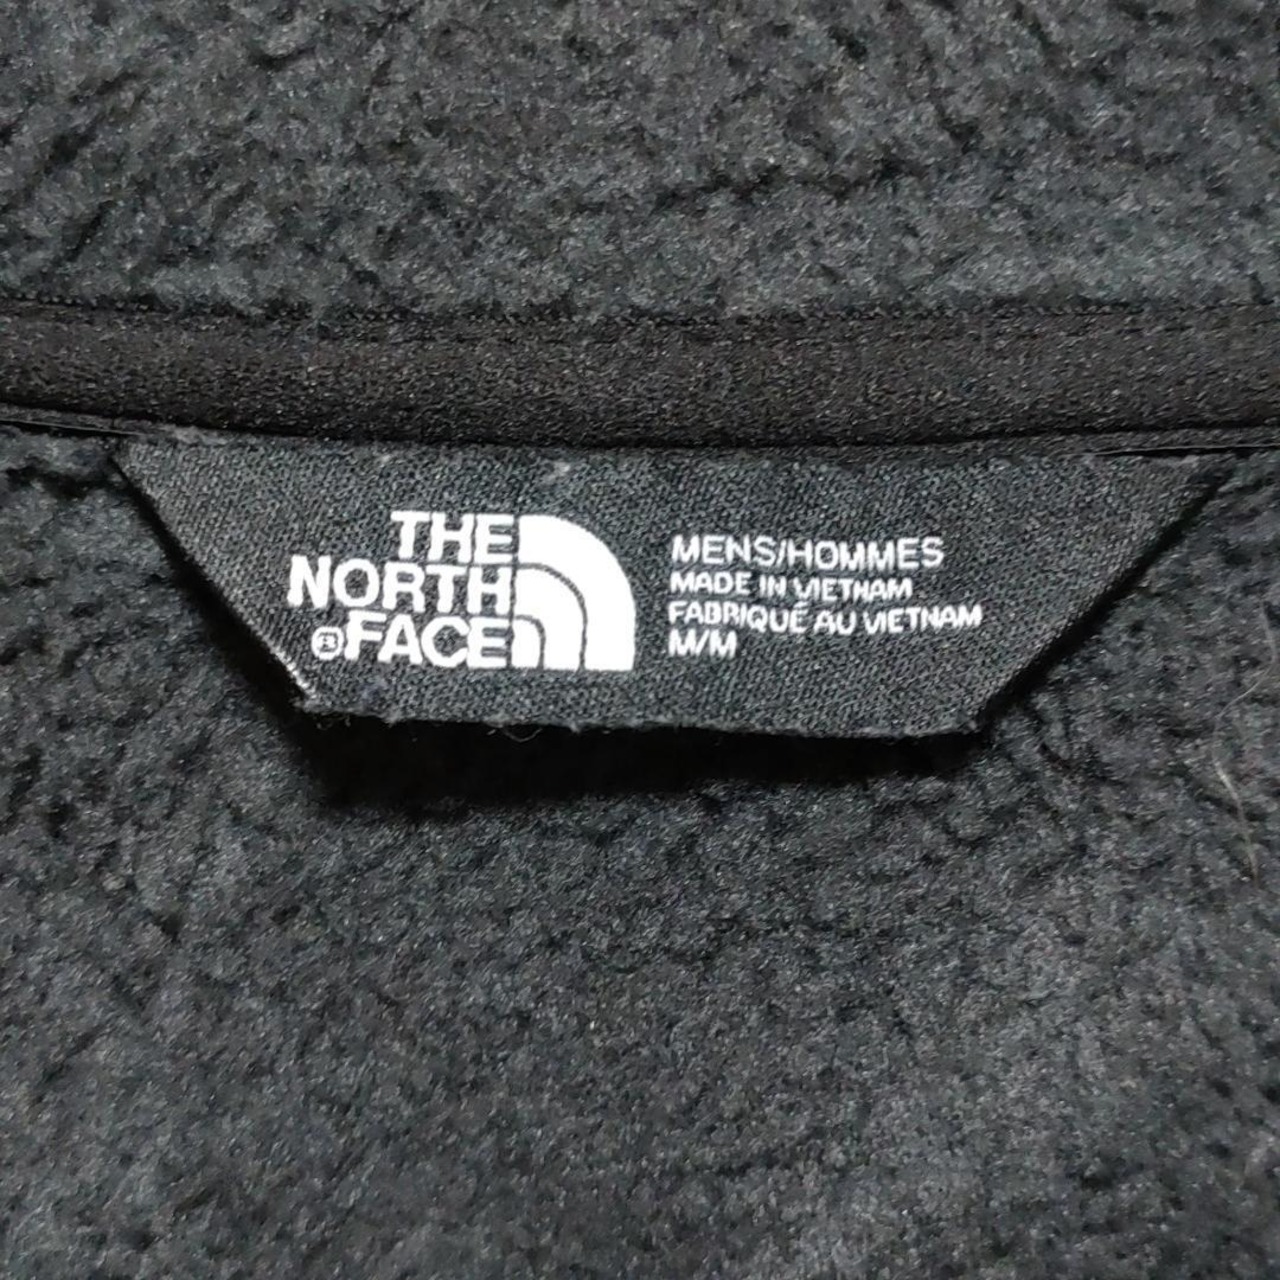 THE
NORTH
®FACE
MENS/HOMMES
MADE IN VIETNAM
FABRIQUÉ AU VIETNAM
M/M